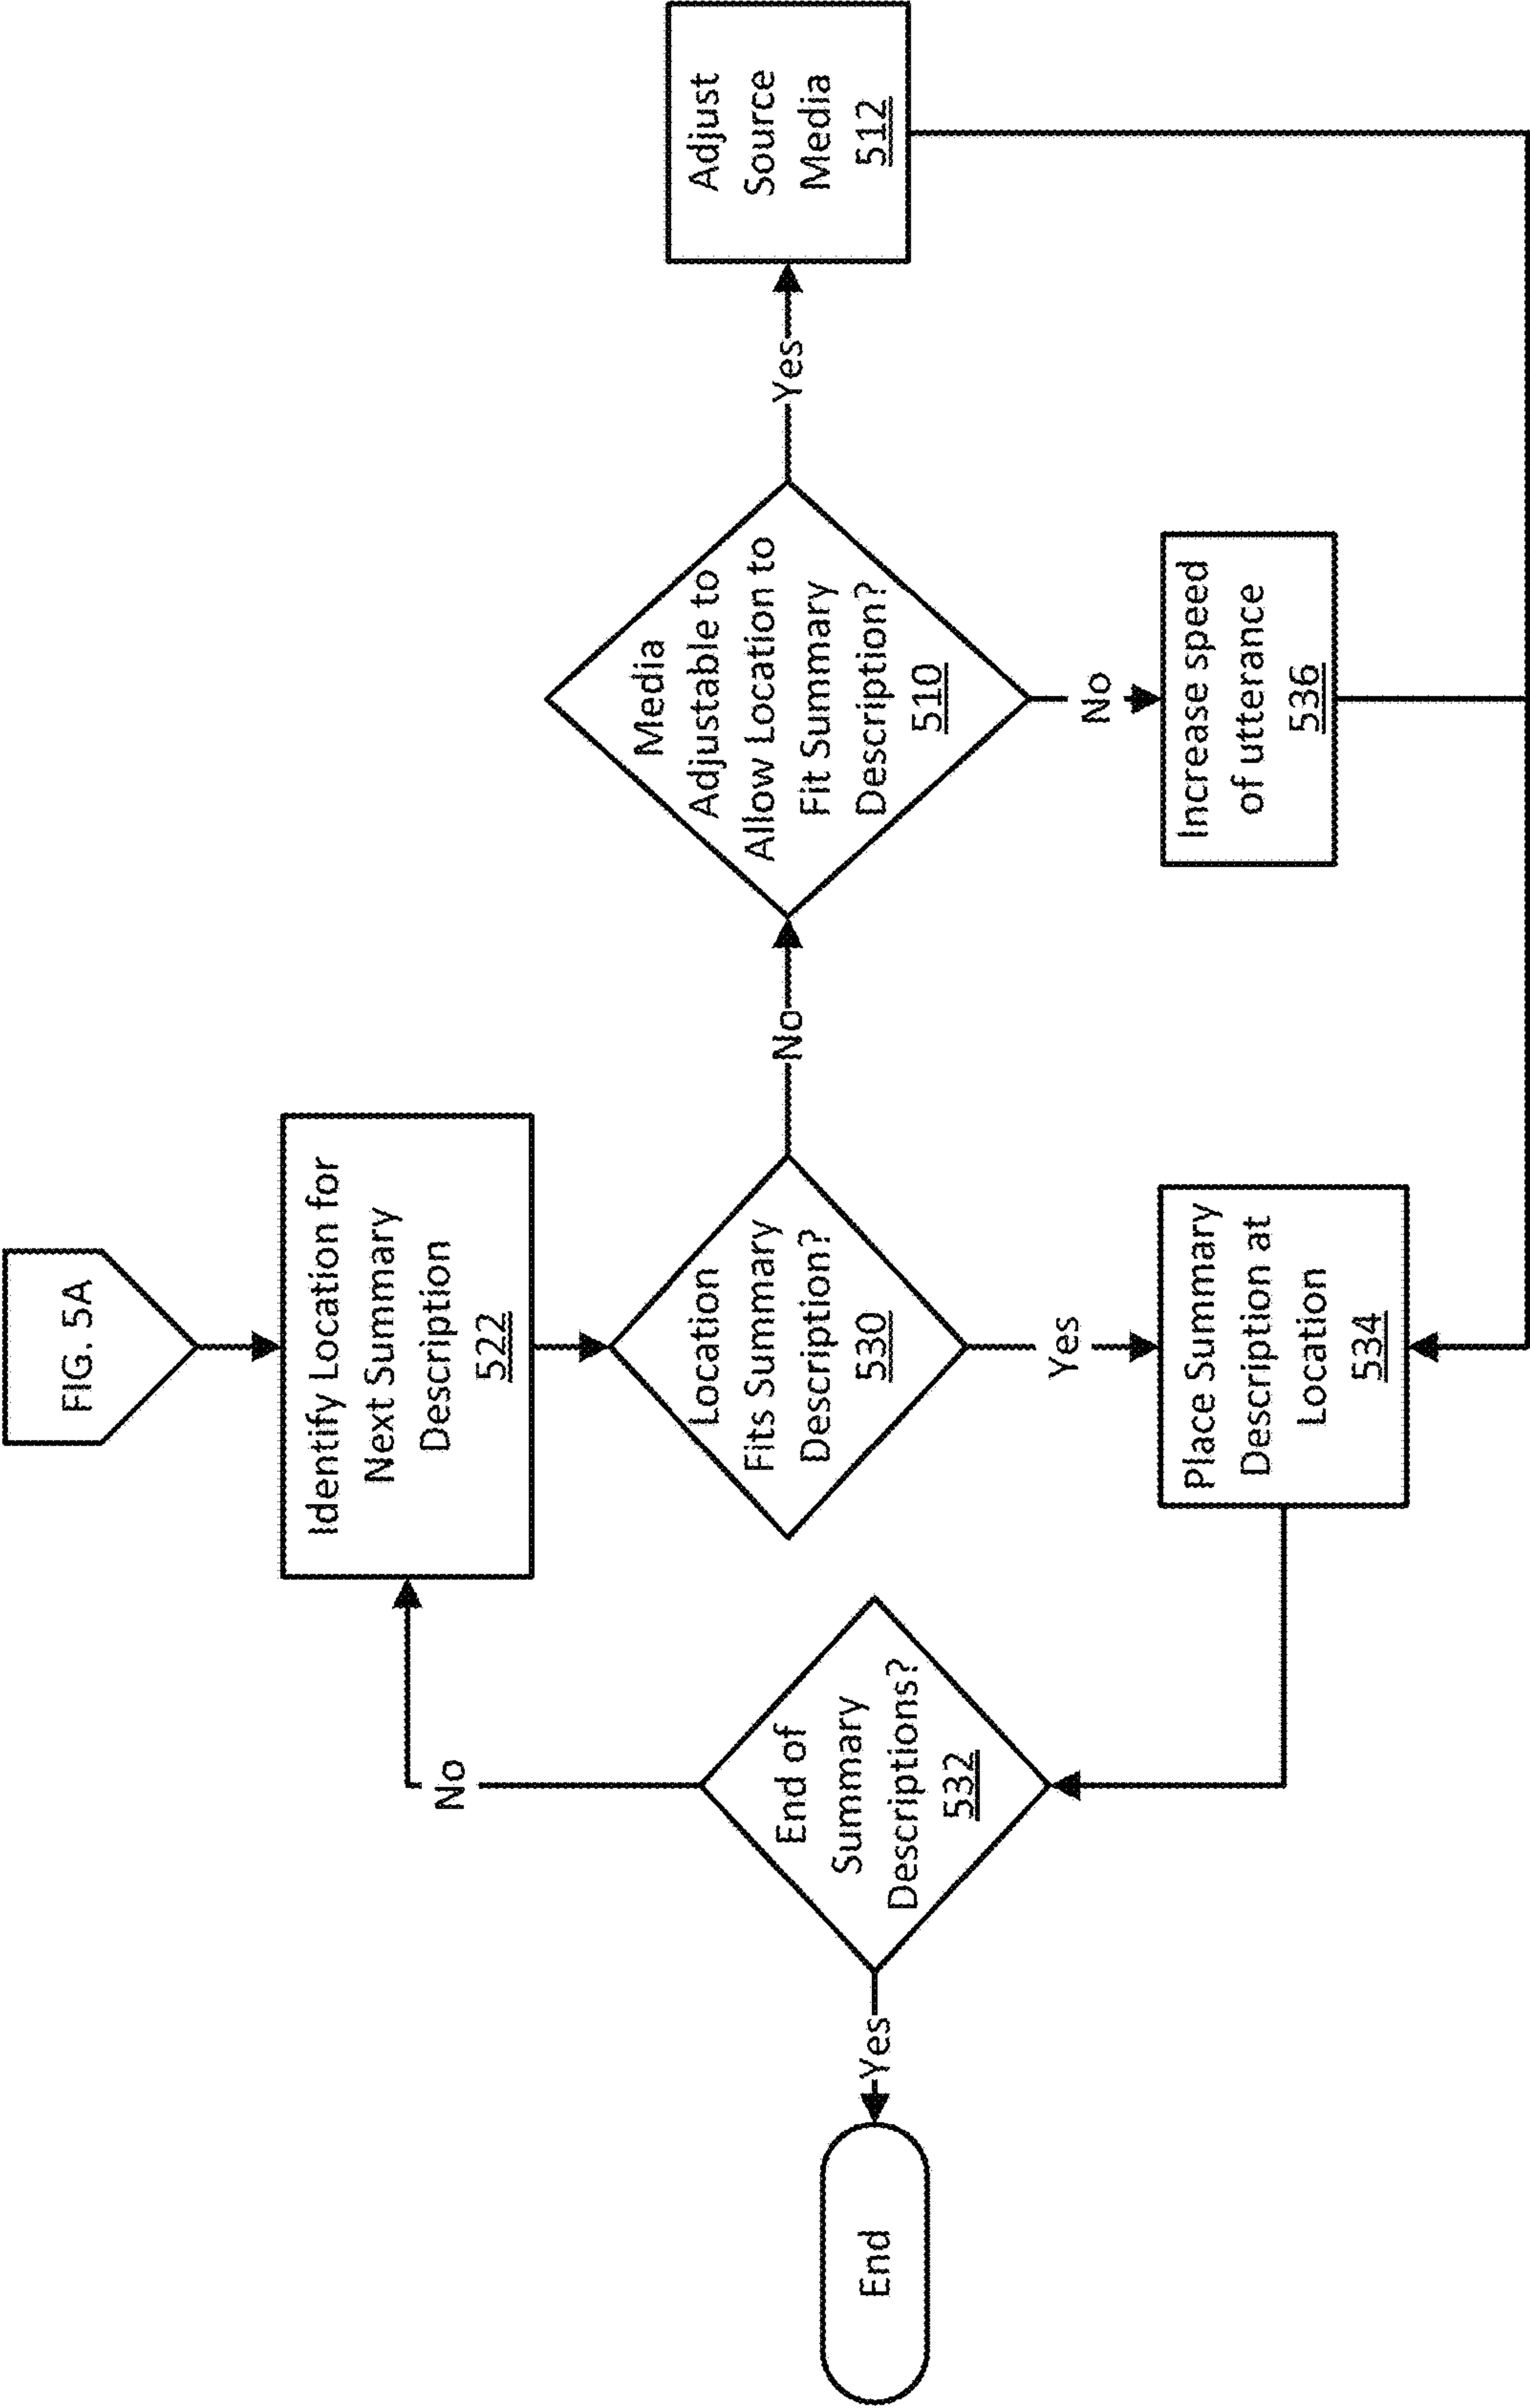 FIG. 5A
Identify Location for
Next Summary
Description
522
Location
Fits Summary
Description?
530
No
Media
Adjustable to
Allow Location to
Fit Summary
Description?
510
Yes
Adjust
Source
Media
512
No
Increase speed
of utterance
536
Yes
Place Summary
Description at
Location
534
End of
Summary
Descriptions?
532
No
Yes
End